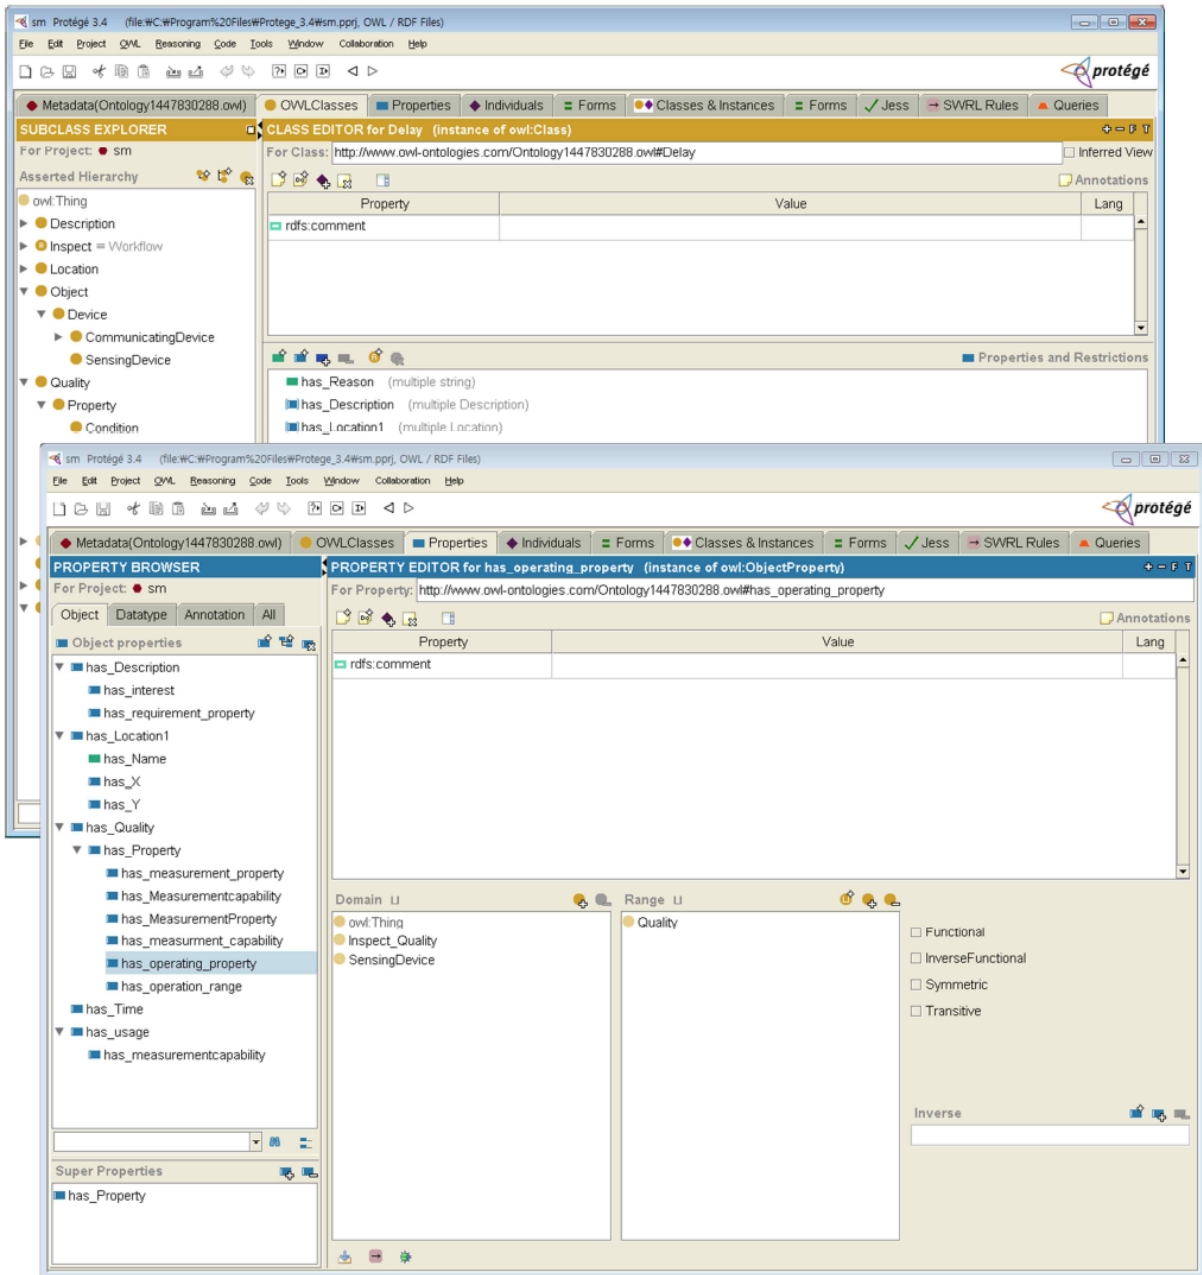 sm Protégé 3.4 (file:₩C:₩Program%20Files₩Protege_3.4₩sm.pprj, OWL / RDF Files)
File Edit Project OWL Reasoning Code Tools Window Collaboration Help
protégé
Metadata(Ontology1447830288.owl) OWLClasses Properties Individuals Forms Classes & Instances Forms Jess SWRL Rules Queries
SUBCLASS EXPLORER
For Project: sm
Asserted Hierarchy
owl:Thing
Description
Inspect = Workflow
Location
Object
Device
CommunicatingDevice
SensingDevice
Quality
Property
Condition
CLASS EDITOR for Delay (instance of owl:Class)
For Class: http://www.owl-ontologies.com/Ontology1447830288.owl#Delay
Inferred View
Annotations
Property Value Lang
rdfs:comment
Properties and Restrictions
has_Reason (multiple string)
has_Description (multiple Description)
has_Location1 (multiple Location)
sm Protégé 3.4 (file:₩C:₩Program%20Files₩Protege_3.4₩sm.pprj, OWL / RDF Files)
File Edit Project OWL Reasoning Code Tools Window Collaboration Help
protégé
Metadata(Ontology1447830288.owl) OWLClasses Properties Individuals Forms Classes & Instances Forms Jess SWRL Rules Queries
PROPERTY BROWSER
For Project: sm
Object Datatype Annotation All
Object properties
has_Description
has_interest
has_requirement_property
has_Location1
has_Name
has_X
has_Y
has_Quality
has_Property
has_measurement_property
has_Measurementcapability
has_MeasurementProperty
has_measurment_capability
has_operating_property
has_operation_range
has_Time
has_usage
has_measurementcapability
Super Properties
has_Property
PROPERTY EDITOR for has_operating_property (instance of owl:ObjectProperty)
For Property: http://www.owl-ontologies.com/Ontology1447830288.owl#has_operating_property
Annotations
Property Value Lang
rdfs:comment
Domain ⊔
owl:Thing
Inspect_Quality
SensingDevice
Range ⊔
Quality
Functional
InverseFunctional
Symmetric
Transitive
Inverse